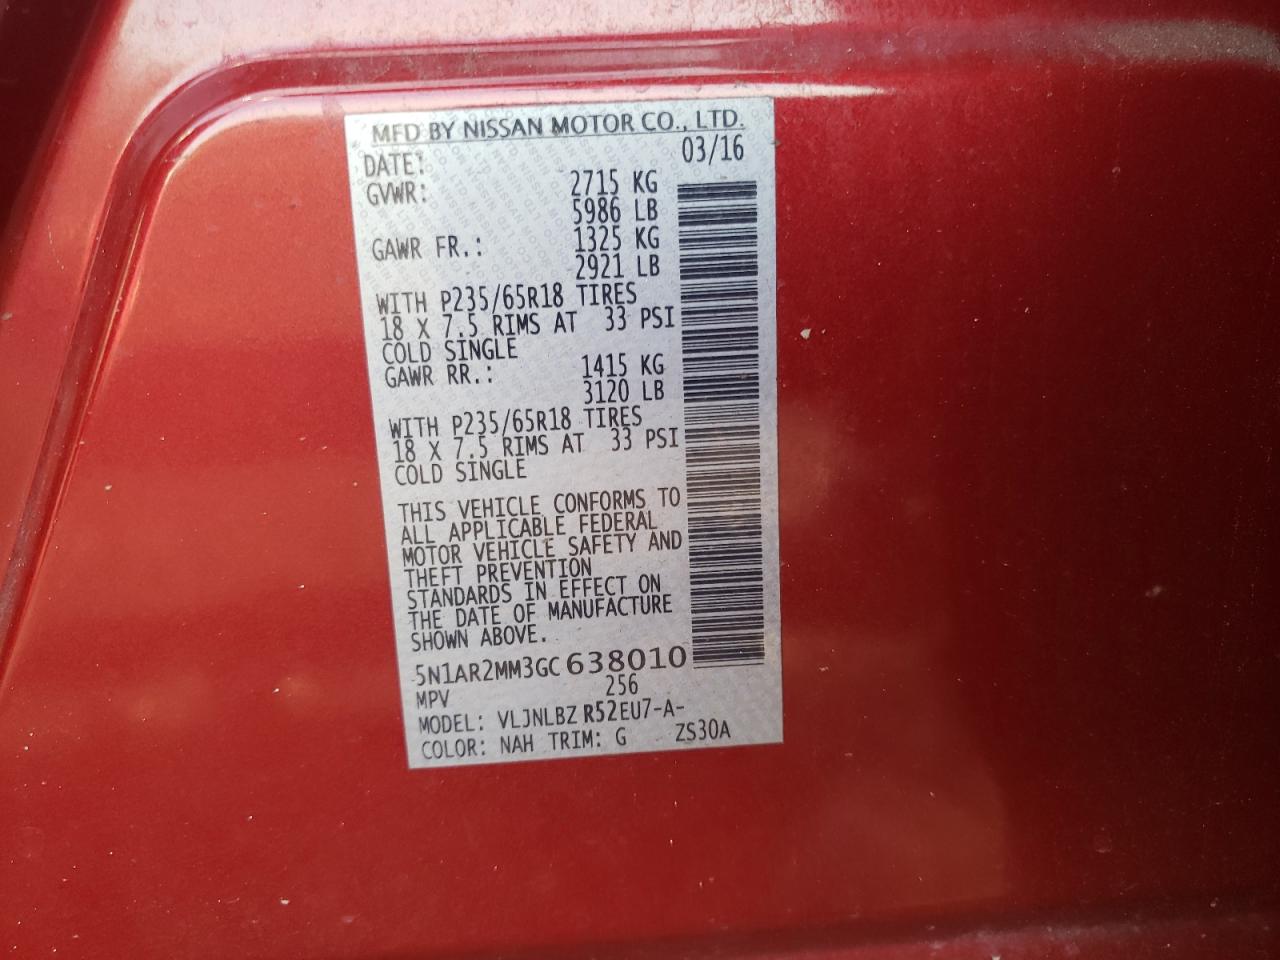 MFD BY NISSAN MOTOR CO., LTD.
DATE: 03/16
GVWR: 2715 KG
5986 LB
GAWR FR.: 1325 KG
2921 LB
WITH P235/65R18 TIRES
18 X 7.5 RIMS AT 33 PSI
COLD SINGLE
GAWR RR.: 1415 KG
3120 LB
WITH P235/65R18 TIRES
18 X 7.5 RIMS AT 33 PSI
COLD SINGLE
THIS VEHICLE CONFORMS TO
ALL APPLICABLE FEDERAL
MOTOR VEHICLE SAFETY AND
THEFT PREVENTION
STANDARDS IN EFFECT ON
THE DATE OF MANUFACTURE
SHOWN ABOVE.
5N1AR2MM3GC638010
MPV 256
MODEL: VLJNLBZ R52EU7-A-
COLOR: NAH TRIM: G ZS30A